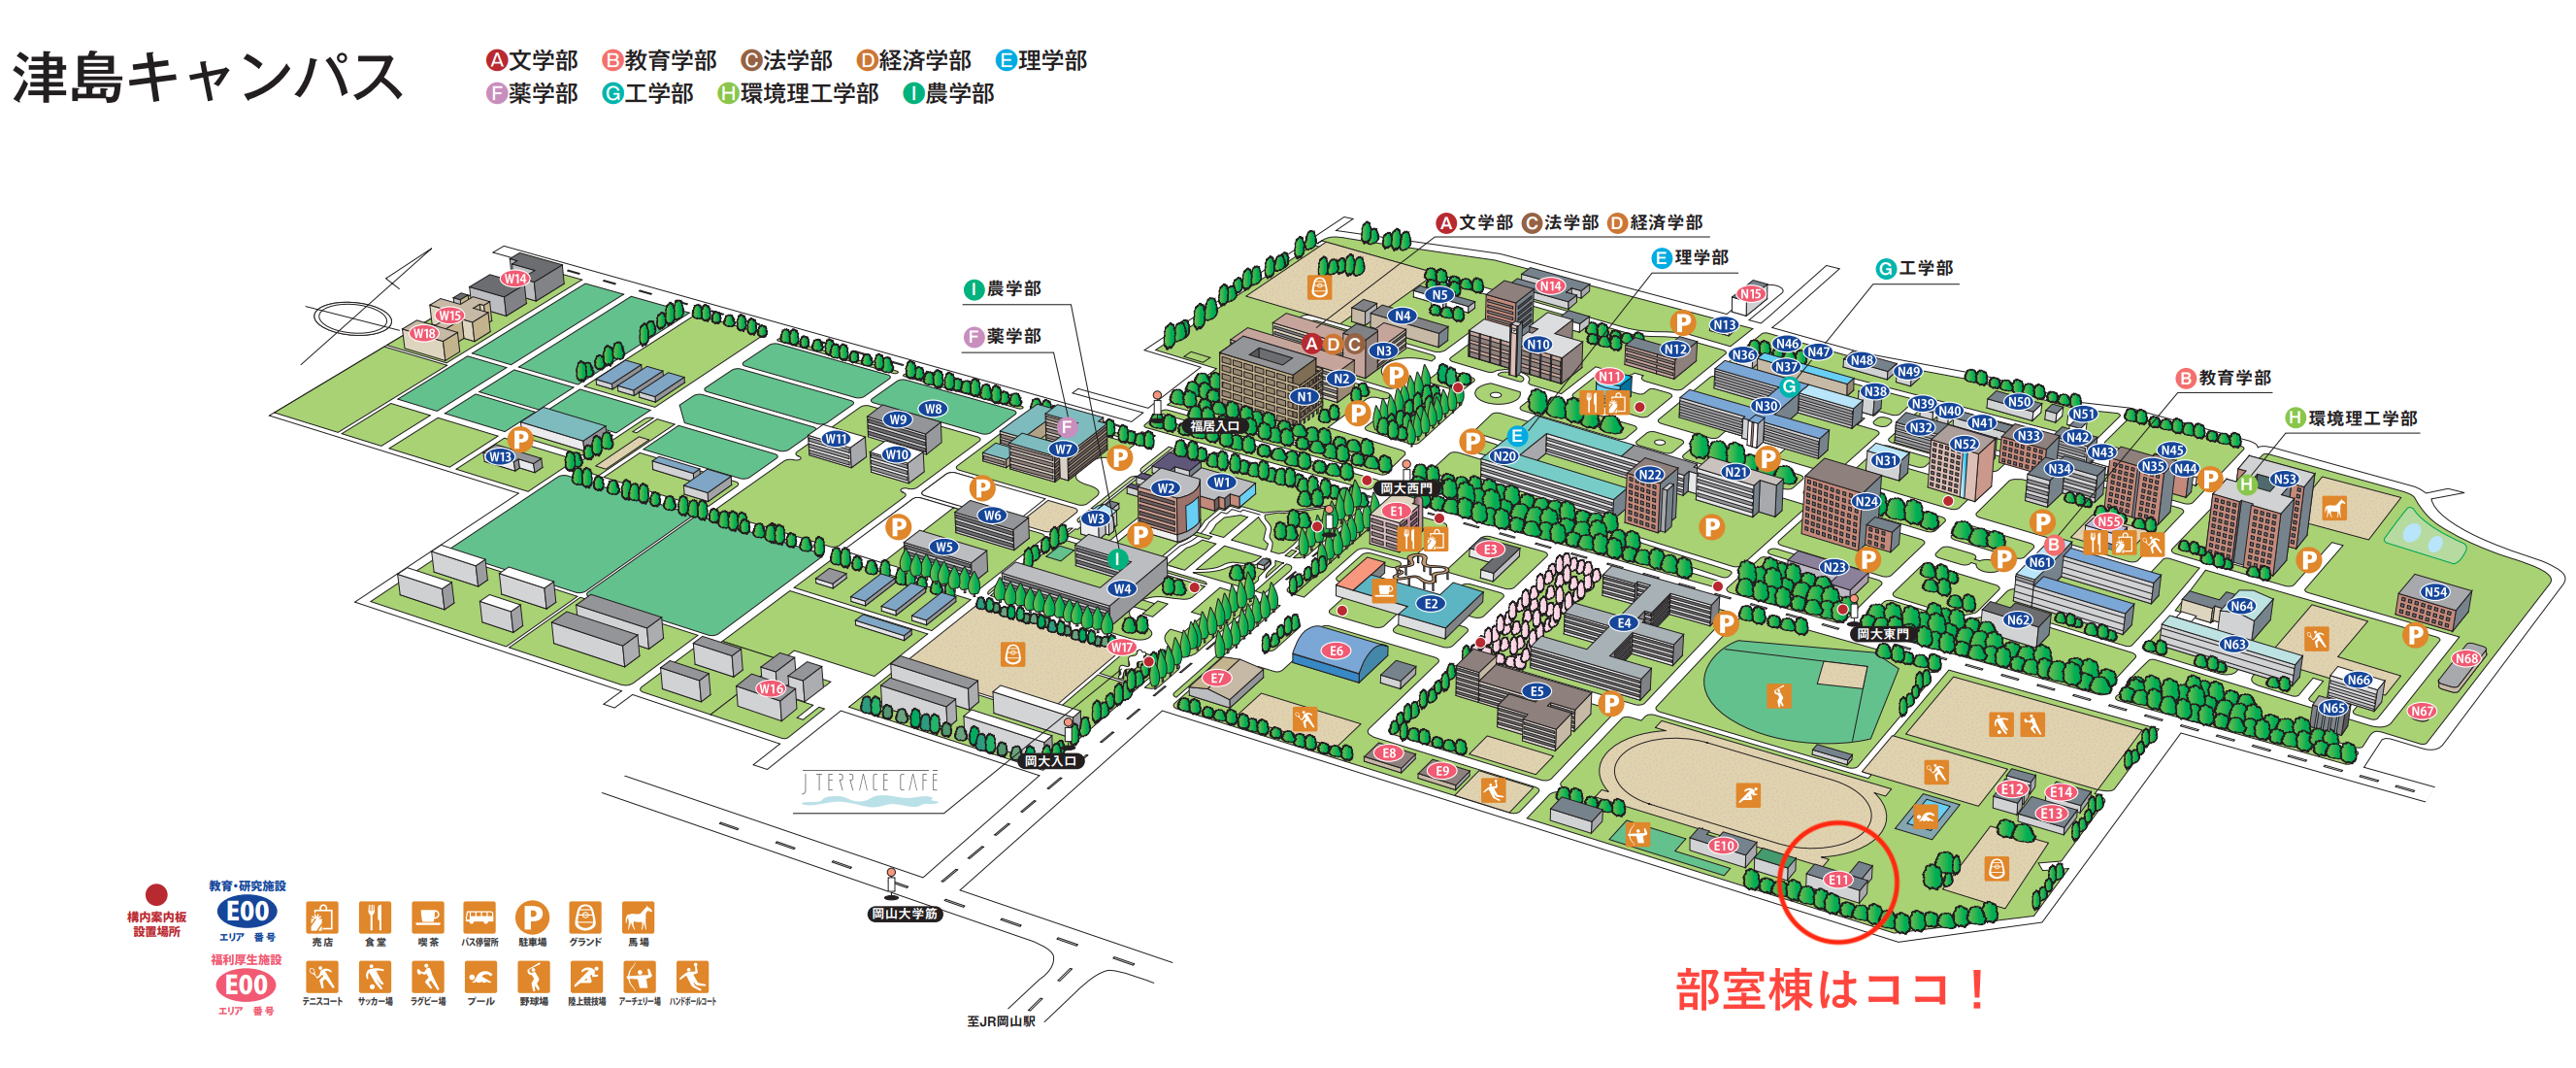 津島キャンパス
A文学部 B教育学部 C法学部 D経済学部 E理学部
F薬学部 G工学部 H環境理工学部 I農学部
A文学部 C法学部 D経済学部
E理学部
G工学部
I農学部
F薬学部
B教育学部
H環境理工学部
W14
W15
W18
W13
P
W11
W9
W8
W10
W7
F
P
W6
P
P
W5
W3
W2
W1
P
W4
I
W17
W16
N5
N4
N14
N15
N13
P
A D C
N3
N2
N1
P
P
N10
N12
N11
N36
N46
N47
N48
N49
N37
G
N38
N30
N39
N40
N50
N51
N41
N32
N33
N42
N52
N43
N45
N35
N44
N34
N53
H
P
N31
P
E
N20
P
N22
N21
N24
P
P
P
P
N55
B
N61
P
N54
P
N23
N62
N64
N63
N66
N65
N68
N67
福居入口
岡大西門
岡大東門
岡大入口
E1
E3
E2
E4
P
E6
E7
E5
P
E8
E9
E10
E11
E12
E14
E13
J TERRACE CAFE
岡山大学筋
至JR岡山駅
部室棟はココ！
構内案内板
設置場所
教育・研究施設
E00
エリア 番号
福利厚生施設
E00
エリア 番号
P
売店 食堂 喫茶 バス停留所 駐車場 グランド 馬場
テニスコート サッカー場 ラグビー場 プール 野球場 陸上競技場 アーチェリー場 ハンドボールコート